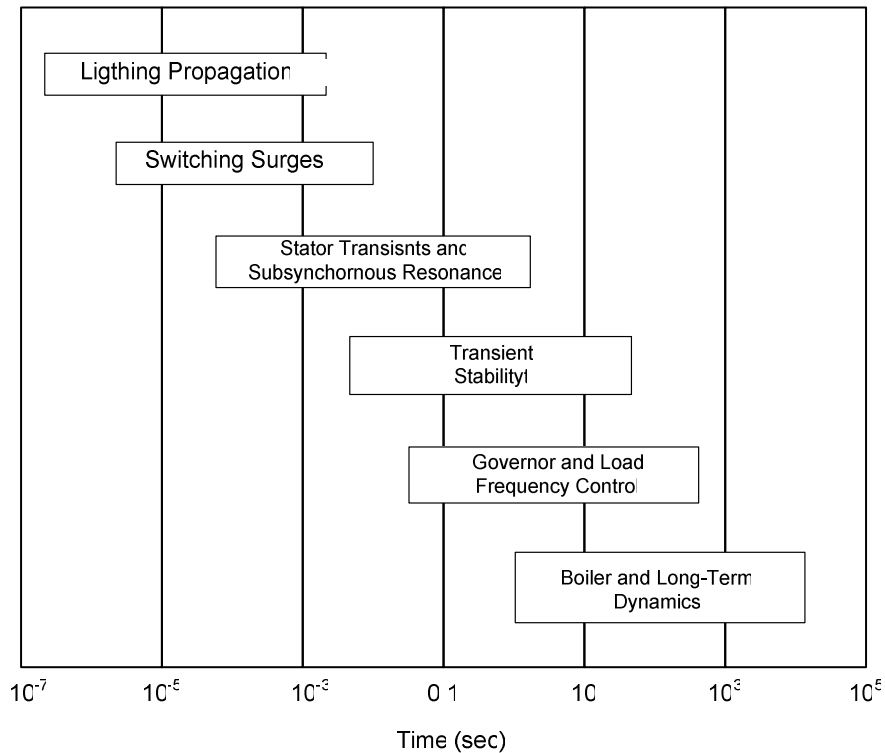 Ligthing Propagation
Switching Surges
Stator Transisnts and
Subsynchornous Resonance
Transient
Stabilityt
Governor and Load
Frequency Control
Boiler and Long-Term
Dynamics
10⁻⁷ 10⁻⁵ 10⁻³ 0.1 10 10³ 10⁵
Time (sec)